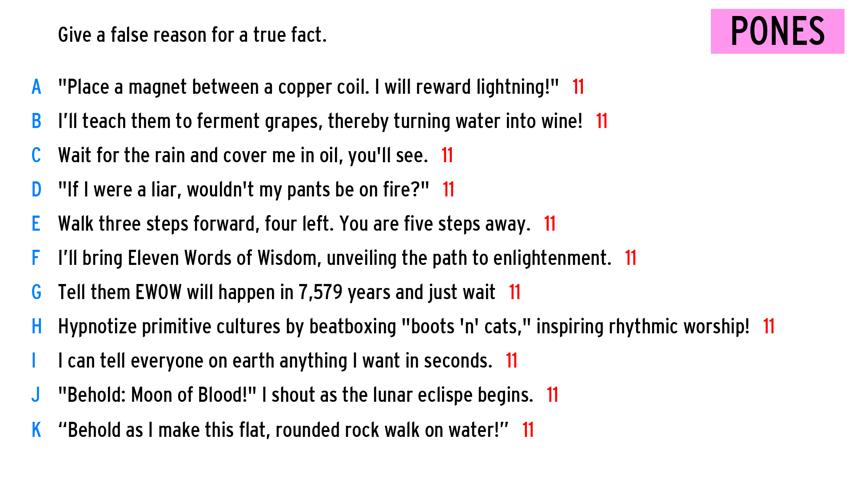 Give a false reason for a true fact.
PONES
A "Place a magnet between a copper coil. I will reward lightning!" 11
B I’ll teach them to ferment grapes, thereby turning water into wine! 11
C Wait for the rain and cover me in oil, you'll see. 11
D "If I were a liar, wouldn't my pants be on fire?" 11
E Walk three steps forward, four left. You are five steps away. 11
F I’ll bring Eleven Words of Wisdom, unveiling the path to enlightenment. 11
G Tell them EWOW will happen in 7,579 years and just wait 11
H Hypnotize primitive cultures by beatboxing "boots 'n' cats," inspiring rhythmic worship! 11
I I can tell everyone on earth anything I want in seconds. 11
J "Behold: Moon of Blood!" I shout as the lunar eclispe begins. 11
K “Behold as I make this flat, rounded rock walk on water!” 11